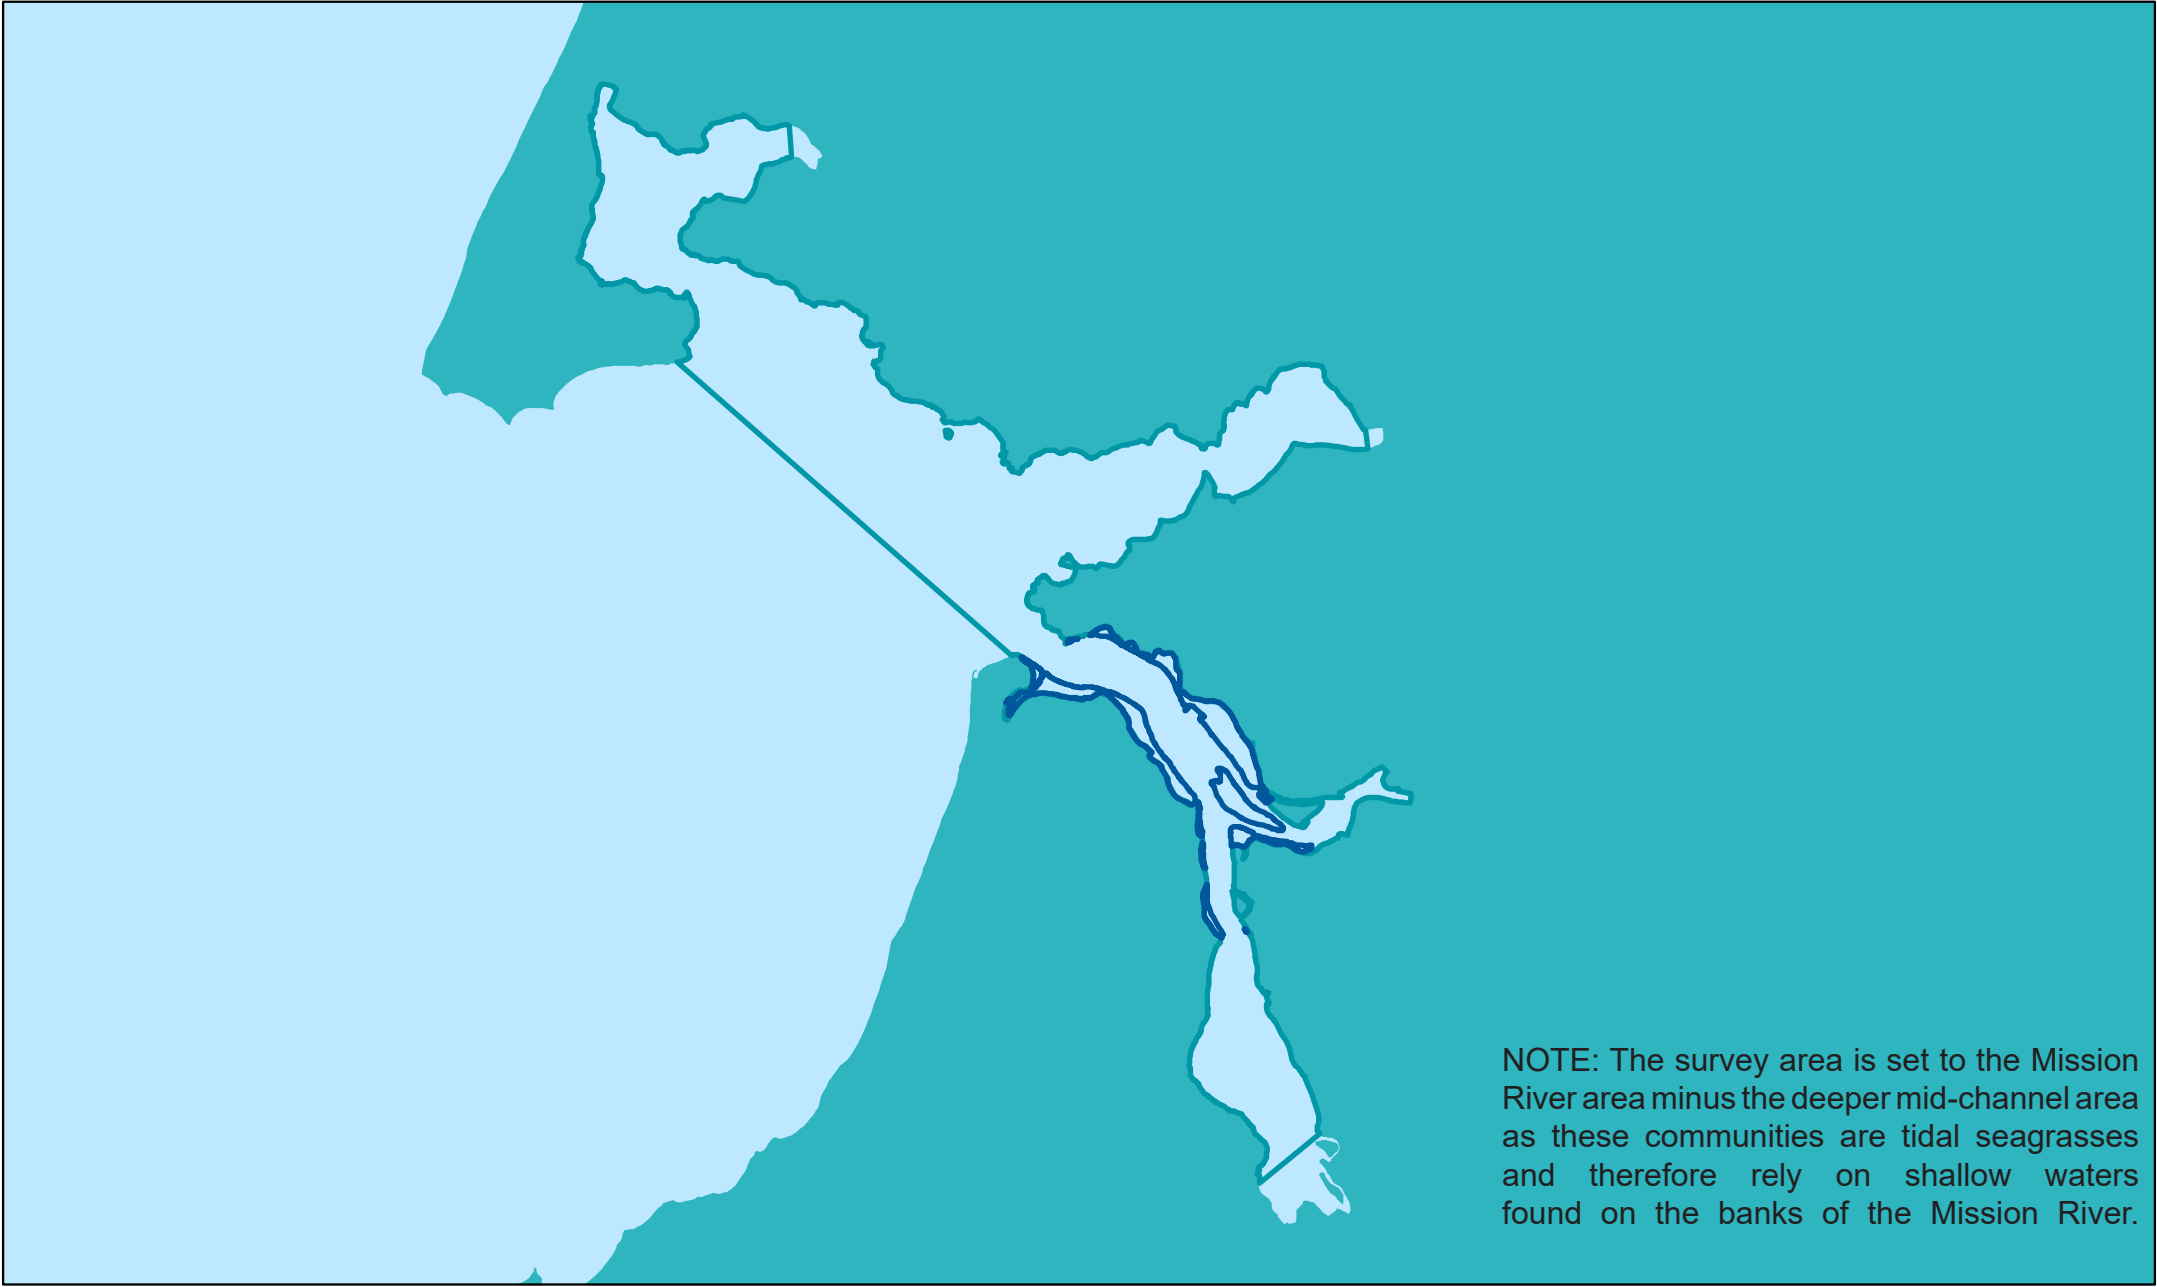 NOTE: The survey area is set to the Mission
River area minus the deeper mid-channel area
as these communities are tidal seagrasses
and therefore rely on shallow waters
found on the banks of the Mission River.